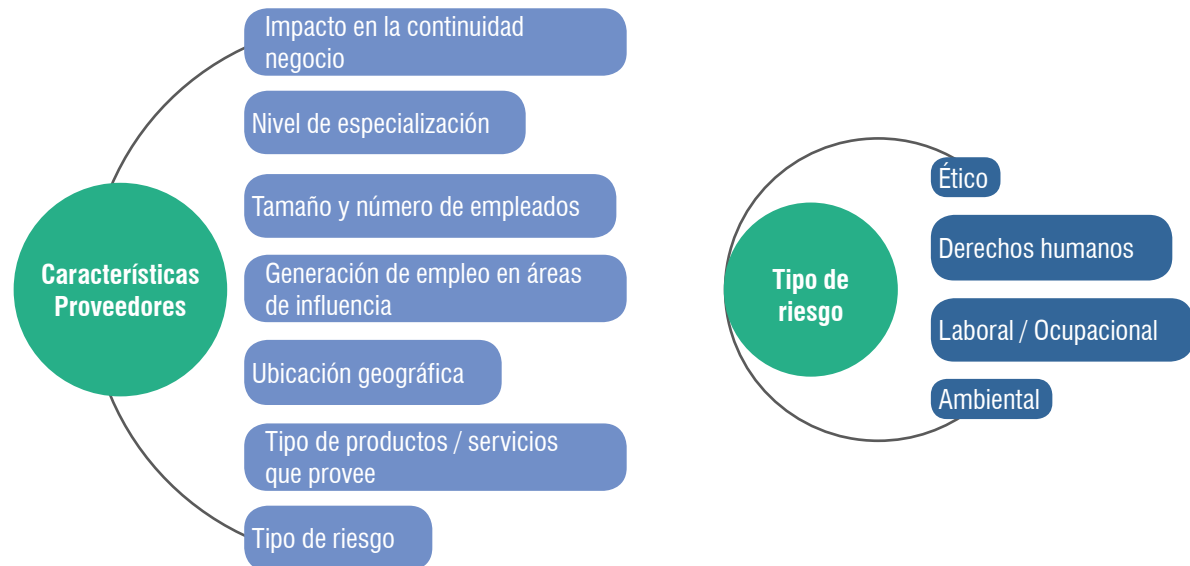 Impacto en la continuidad
negocio
Nivel de especialización
Tamaño y número de empleados
Generación de empleo en áreas
de influencia
Ubicación geográfica
Tipo de productos / servicios
que provee
Tipo de riesgo
Características
Proveedores
Tipo de
riesgo
Ético
Derechos humanos
Laboral / Ocupacional
Ambiental